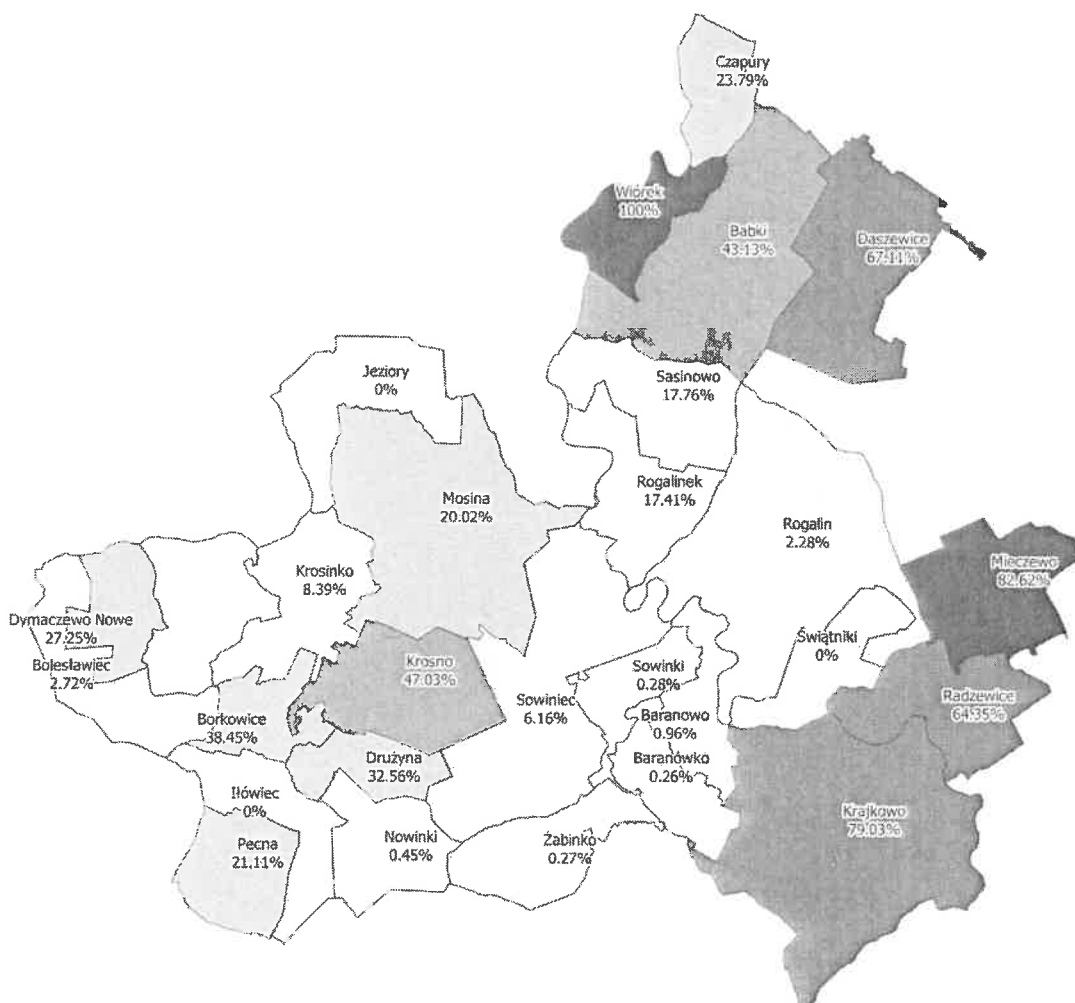 Czapury
23.79%
Wiórek
100%
Babki
43.13%
Daszewice
67.11%
Jeziory
0%
Sasinowo
17.76%
Mosina
20.02%
Rogalinek
17.41%
Rogalin
2.28%
Mieczewo
82.62%
Krosinko
8.39%
Dymaczewo Nowe
27.25%
Bolesławiec
2.72%
Świątniki
0%
Krosno
47.03%
Sowinki
0.28%
Sowiniec
6.16%
Radzewice
64.35%
Borkowice
38.45%
Baranowo
0.96%
Drużyna
32.56%
Baranówko
0.26%
Iłówiec
0%
Krajkowo
79.03%
Pecna
21.11%
Nowinki
0.45%
Żabinko
0.27%